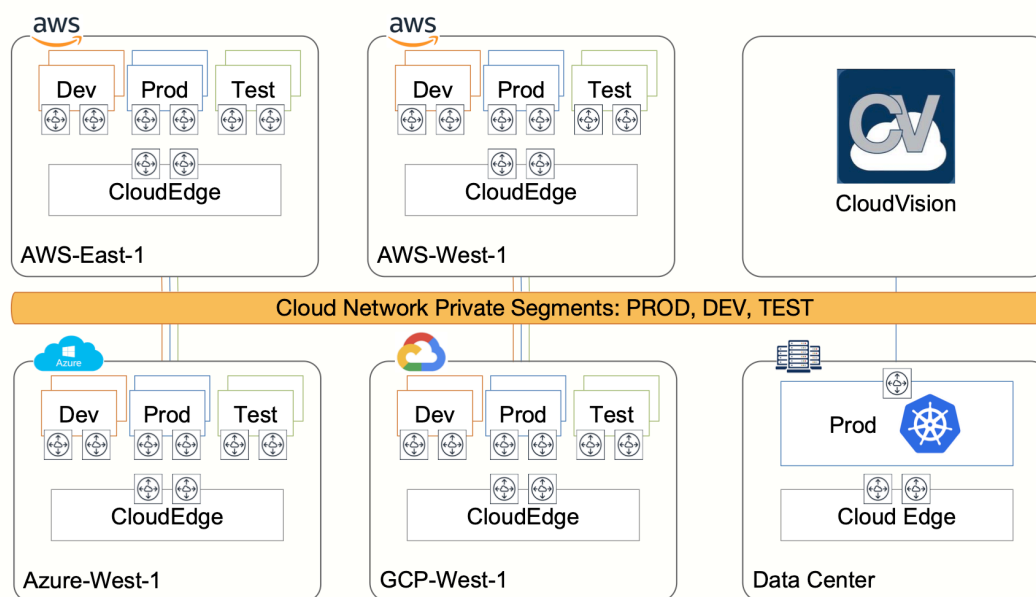 aws
Dev
Prod
Test
CloudEdge
AWS-East-1
aws
Dev
Prod
Test
CloudEdge
AWS-West-1
CV
CloudVision
Cloud Network Private Segments: PROD, DEV, TEST
Azure
Dev
Prod
Test
CloudEdge
Azure-West-1
Dev
Prod
Test
CloudEdge
GCP-West-1
Prod
Cloud Edge
Data Center